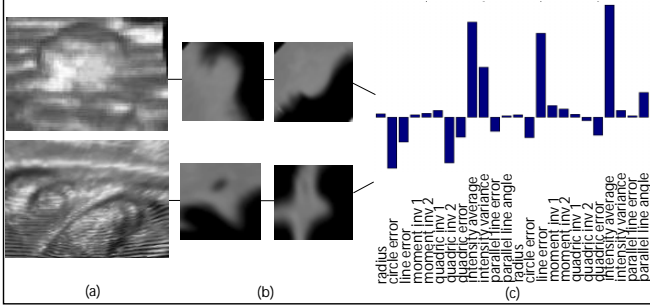 radius
circle error
line error
moment inv 1
moment inv 2
quadric inv 1
quadric inv 2
quadric error
intensity average
intensity variance
parallel line error
parallel line angle
radius
circle error
line error
moment inv 1
moment inv 2
quadric inv 1
quadric inv 2
quadric error
intensity average
intensity variance
parallel line error
parallel line angle
(a)
(b)
(c)